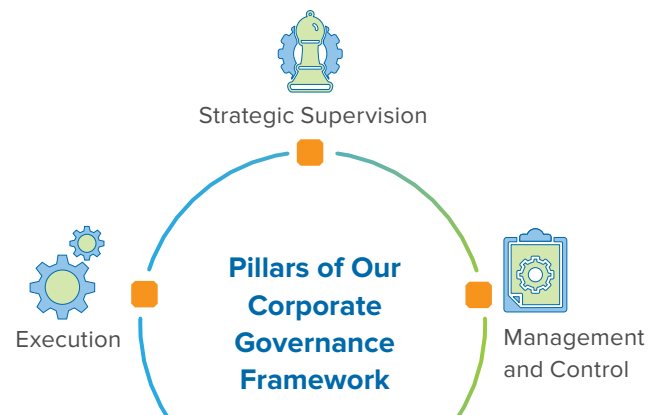 Strategic Supervision
Pillars of Our
Corporate
Governance
Framework
Execution
Management
and Control